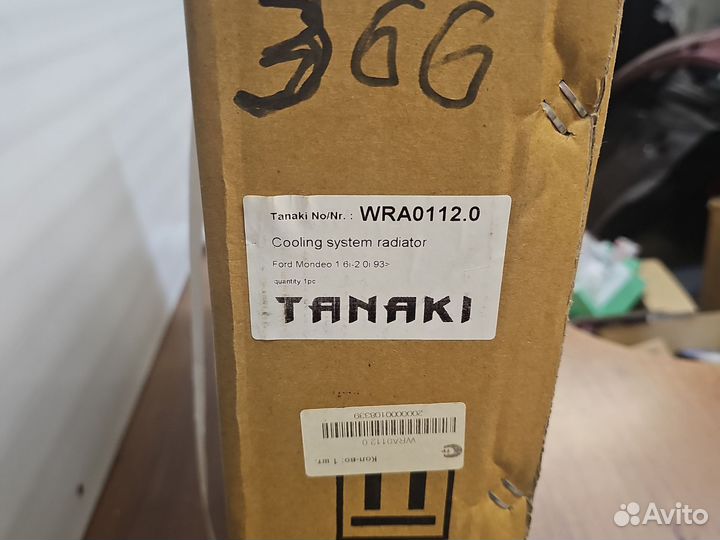 366
Tanaki No/Nr. : WRA0112.0
Cooling system radiator
Ford Mondeo 1.6i-2.0i 93>
quantity 1pc
TANAKI
Кол-во: 1 шт.
WRA0112.0
2000000108339
Avito